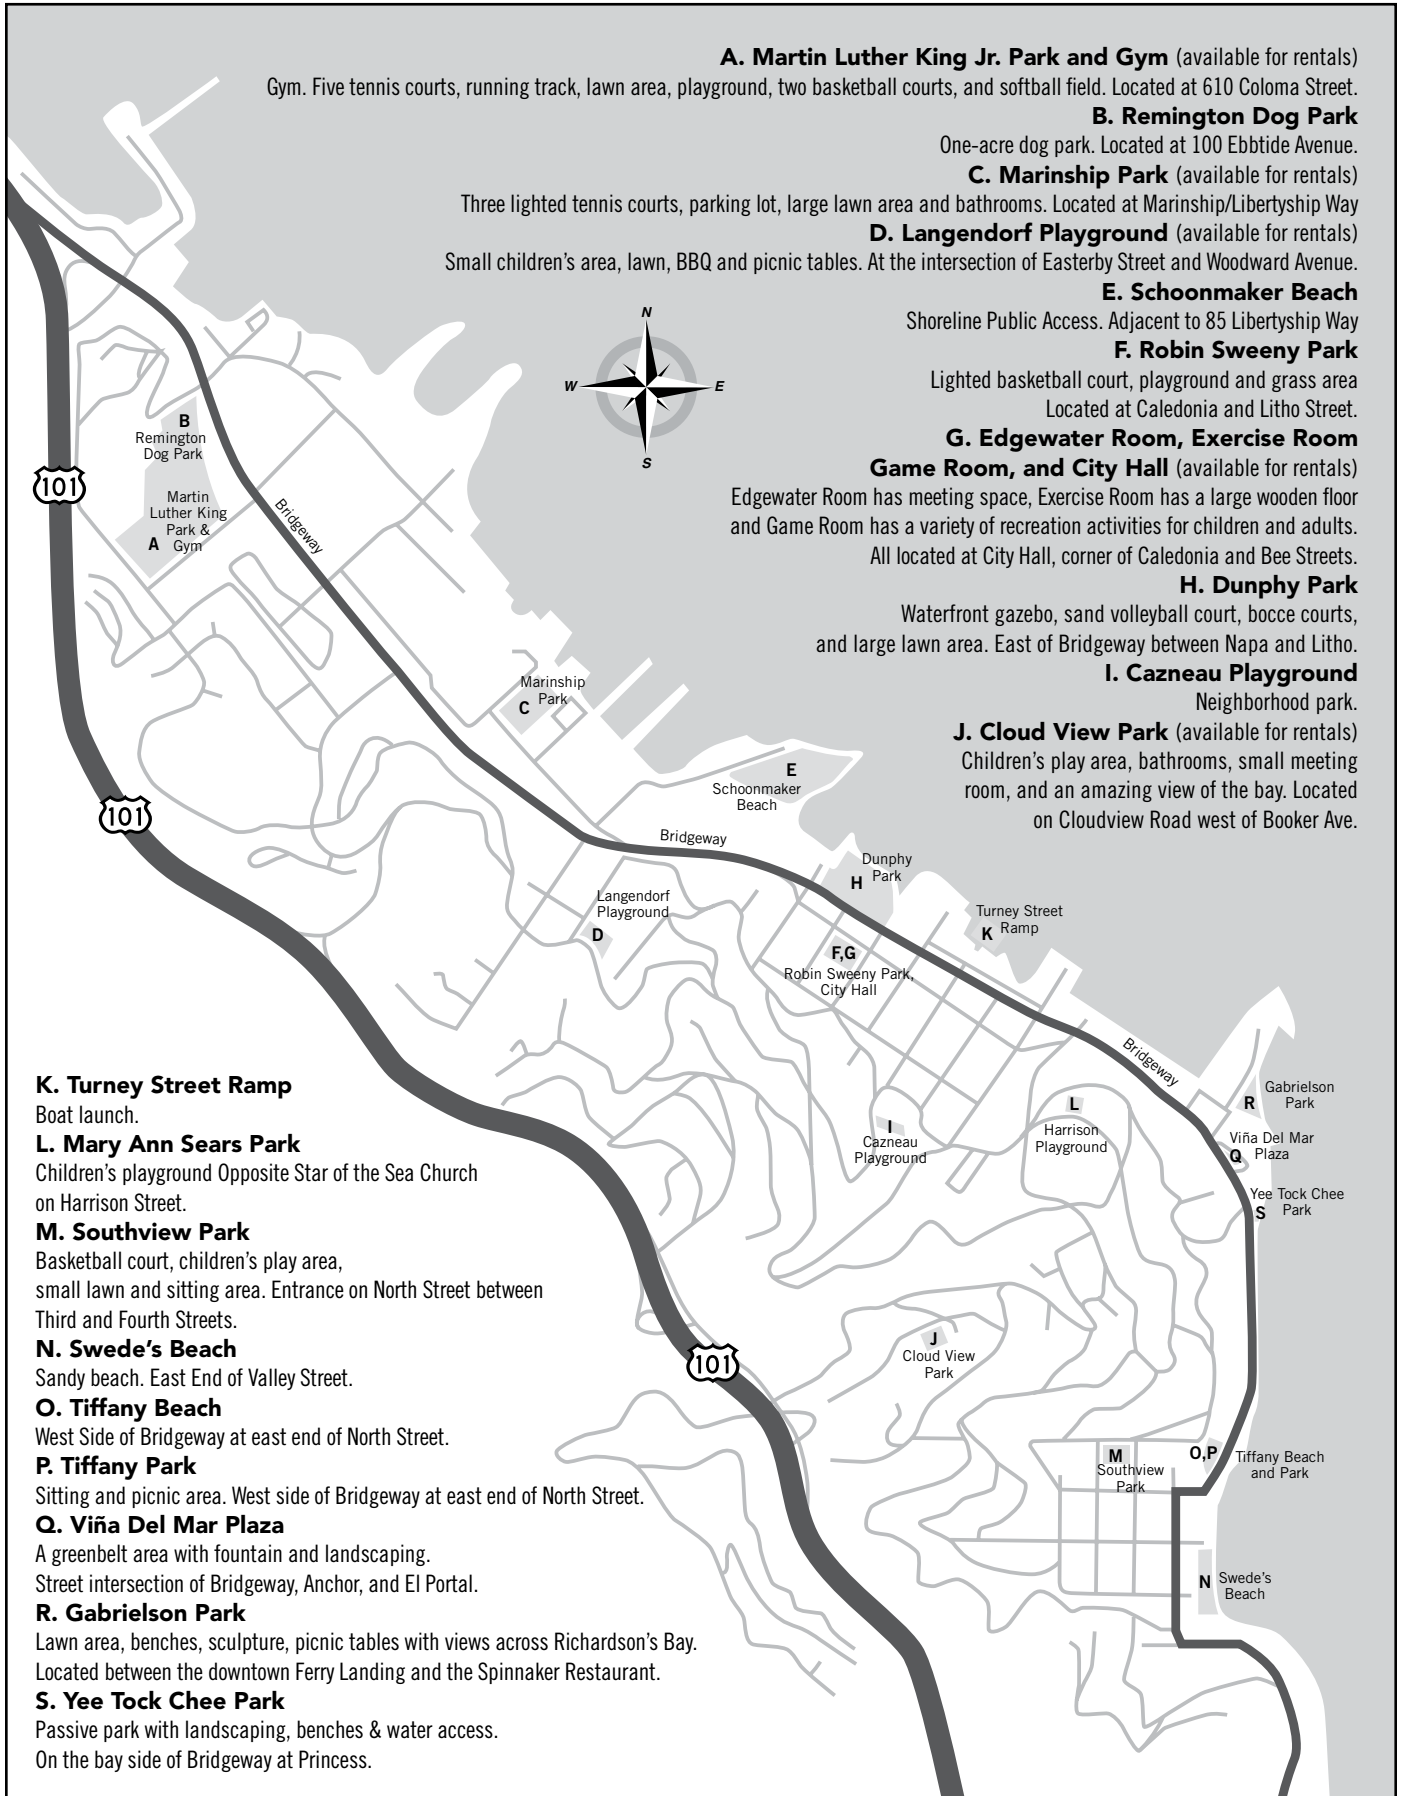 A. Martin Luther King Jr. Park and Gym (available for rentals)
Gym. Five tennis courts, running track, lawn area, playground, two basketball courts, and softball field. Located at 610 Coloma Street.
B. Remington Dog Park
One-acre dog park. Located at 100 Ebbtide Avenue.
C. Marinship Park (available for rentals)
Three lighted tennis courts, parking lot, large lawn area and bathrooms. Located at Marinship/Libertyship Way
D. Langendorf Playground (available for rentals)
Small children’s area, lawn, BBQ and picnic tables. At the intersection of Easterby Street and Woodward Avenue.
E. Schoonmaker Beach
Shoreline Public Access. Adjacent to 85 Libertyship Way
F. Robin Sweeny Park
Lighted basketball court, playground and grass area
Located at Caledonia and Litho Street.
G. Edgewater Room, Exercise Room
Game Room, and City Hall (available for rentals)
Edgewater Room has meeting space, Exercise Room has a large wooden floor
and Game Room has a variety of recreation activities for children and adults.
All located at City Hall, corner of Caledonia and Bee Streets.
H. Dunphy Park
Waterfront gazebo, sand volleyball court, bocce courts,
and large lawn area. East of Bridgeway between Napa and Litho.
I. Cazneau Playground
Neighborhood park.
J. Cloud View Park (available for rentals)
Children’s play area, bathrooms, small meeting
room, and an amazing view of the bay. Located
on Cloudview Road west of Booker Ave.
N
W
E
S
B
Remington
Dog Park
101
Martin
Luther King
Park &
A Gym
Bridgeway
Marinship
Park
C
101
E
Schoonmaker
Beach
Bridgeway
Dunphy
Park
H
Langendorf
Playground
D
Turney Street
Ramp
K
F,G
Robin Sweeny Park,
City Hall
Bridgeway
Gabrielson
Park
R
L
Harrison
Playground
I
Cazneau
Playground
Viña Del Mar
Plaza
Q
Yee Tock Chee
Park
S
J
Cloud View
Park
101
M
Southview
Park
O,P
Tiffany Beach
and Park
N
Swede’s
Beach
K. Turney Street Ramp
Boat launch.
L. Mary Ann Sears Park
Children’s playground Opposite Star of the Sea Church
on Harrison Street.
M. Southview Park
Basketball court, children’s play area,
small lawn and sitting area. Entrance on North Street between
Third and Fourth Streets.
N. Swede’s Beach
Sandy beach. East End of Valley Street.
O. Tiffany Beach
West Side of Bridgeway at east end of North Street.
P. Tiffany Park
Sitting and picnic area. West side of Bridgeway at east end of North Street.
Q. Viña Del Mar Plaza
A greenbelt area with fountain and landscaping.
Street intersection of Bridgeway, Anchor, and El Portal.
R. Gabrielson Park
Lawn area, benches, sculpture, picnic tables with views across Richardson’s Bay.
Located between the downtown Ferry Landing and the Spinnaker Restaurant.
S. Yee Tock Chee Park
Passive park with landscaping, benches & water access.
On the bay side of Bridgeway at Princess.